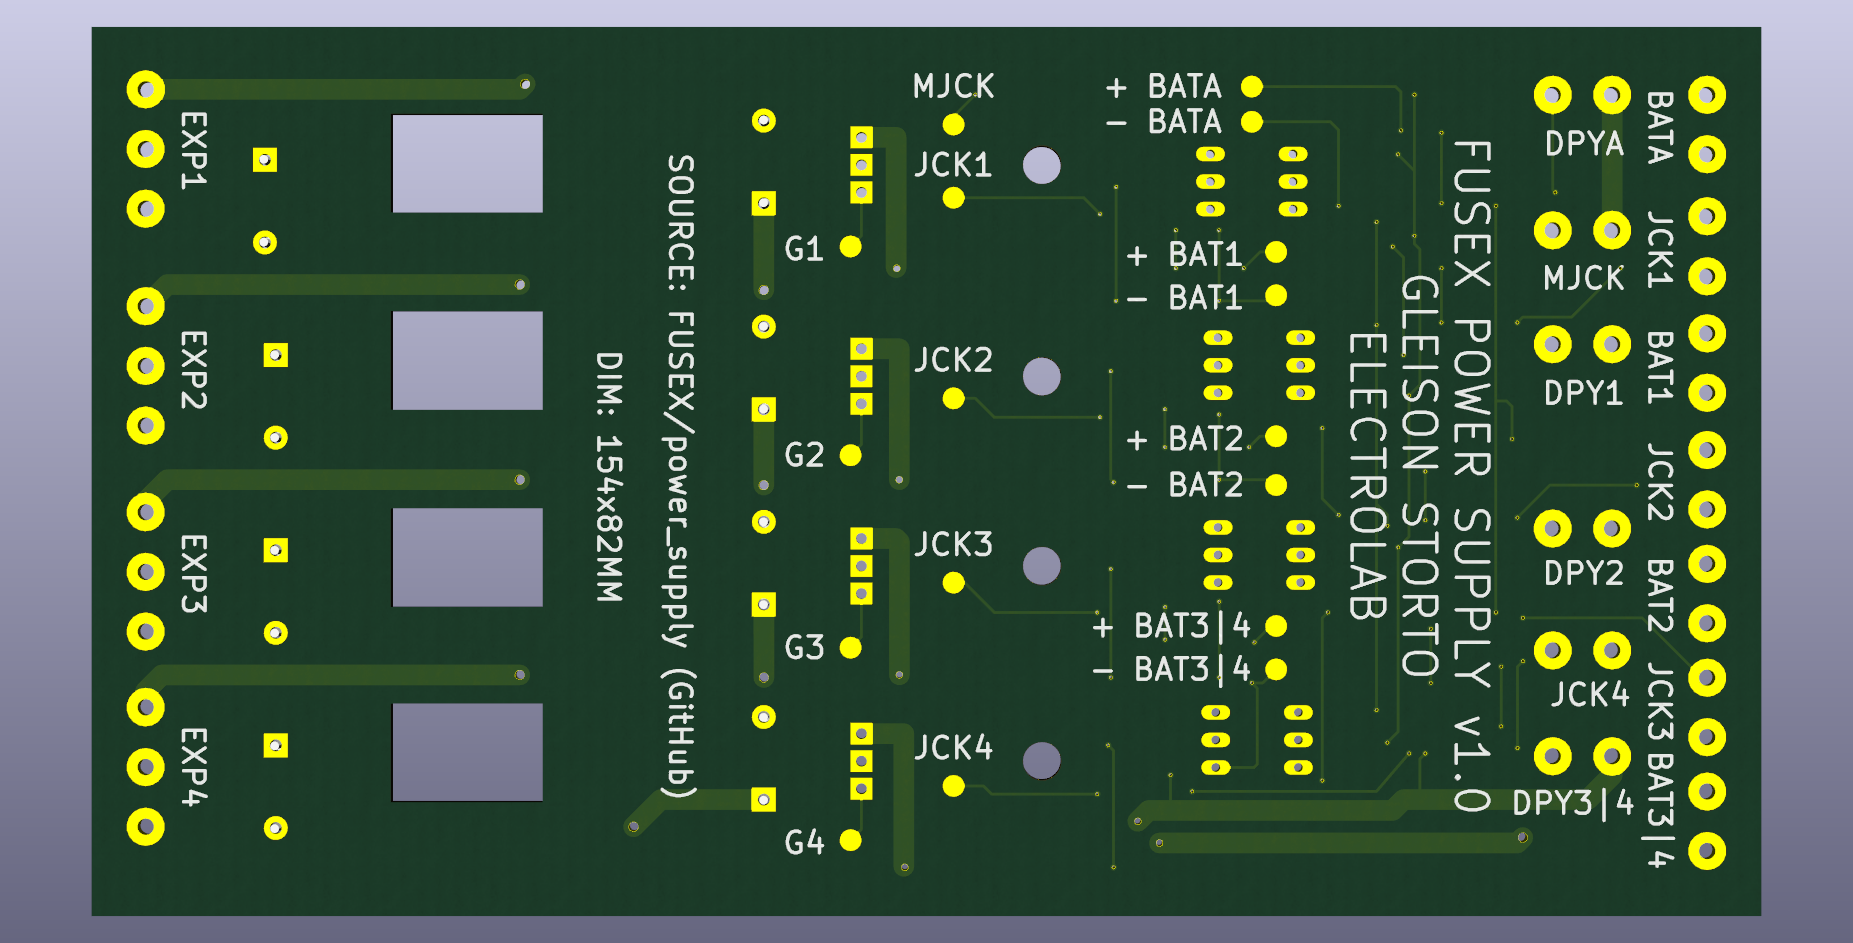 EXP1
EXP2
EXP3
EXP4
DIM: 154x82MM
SOURCE: FUSEX/power_supply (GitHub)
G1
G2
G3
G4
MJCK
JCK1
JCK2
JCK3
JCK4
+ BATA
- BATA
+ BAT1
- BAT1
+ BAT2
- BAT2
+ BAT3|4
- BAT3|4
FUSEX POWER SUPPLY v1.0
GLEISON STORTO
ELECTROLAB
DPYA
MJCK
DPY1
DPY2
JCK4
DPY3|4
BATA
JCK1
BAT1
JCK2
BAT2
JCK3
BAT3|4